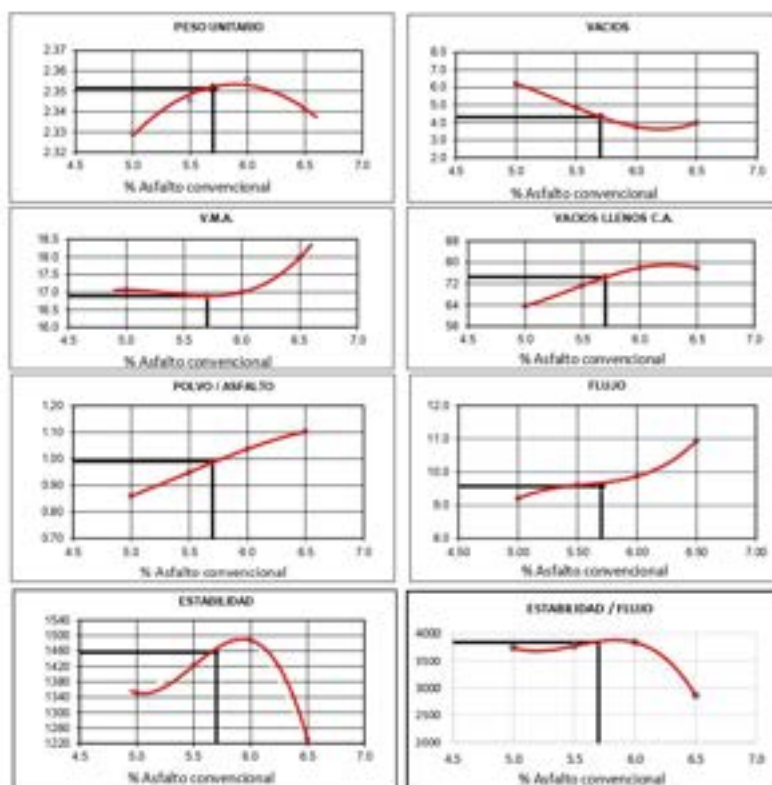 PESO UNITARIO
2.37
2.36
2.35
2.34
2.33
2.32
4.5 5.0 5.5 6.0 6.5 7.0
% Asfalto convencional
VACIOS
8.0
7.0
6.0
5.0
4.0
3.0
2.0
4.5 5.0 5.5 6.0 6.5 7.0
% Asfalto convencional
V.M.A.
18.5
18.0
17.5
17.0
16.5
16.0
4.5 5.0 5.5 6.0 6.5 7.0
% Asfalto convencional
VACIOS LLENOS C.A.
88
80
72
64
56
4.5 5.0 5.5 6.0 6.5 7.0
% Asfalto convencional
POLVO / ASFALTO
1.20
1.10
1.00
0.90
0.80
0.70
4.5 5.0 5.5 6.0 6.5 7.0
% Asfalto convencional
FLUJO
12.0
11.0
10.0
9.0
8.0
4.50 5.00 5.50 6.00 6.50 7.00
% Asfalto convencional
ESTABILIDAD
1540
1500
1460
1420
1380
1340
1300
1260
1220
4.5 5.0 5.5 6.0 6.5 7.0
% Asfalto convencional
ESTABILIDAD / FLUJO
4000
3500
3000
2500
2000
4.5 5.0 5.5 6.0 6.5 7.0
% Asfalto convencional